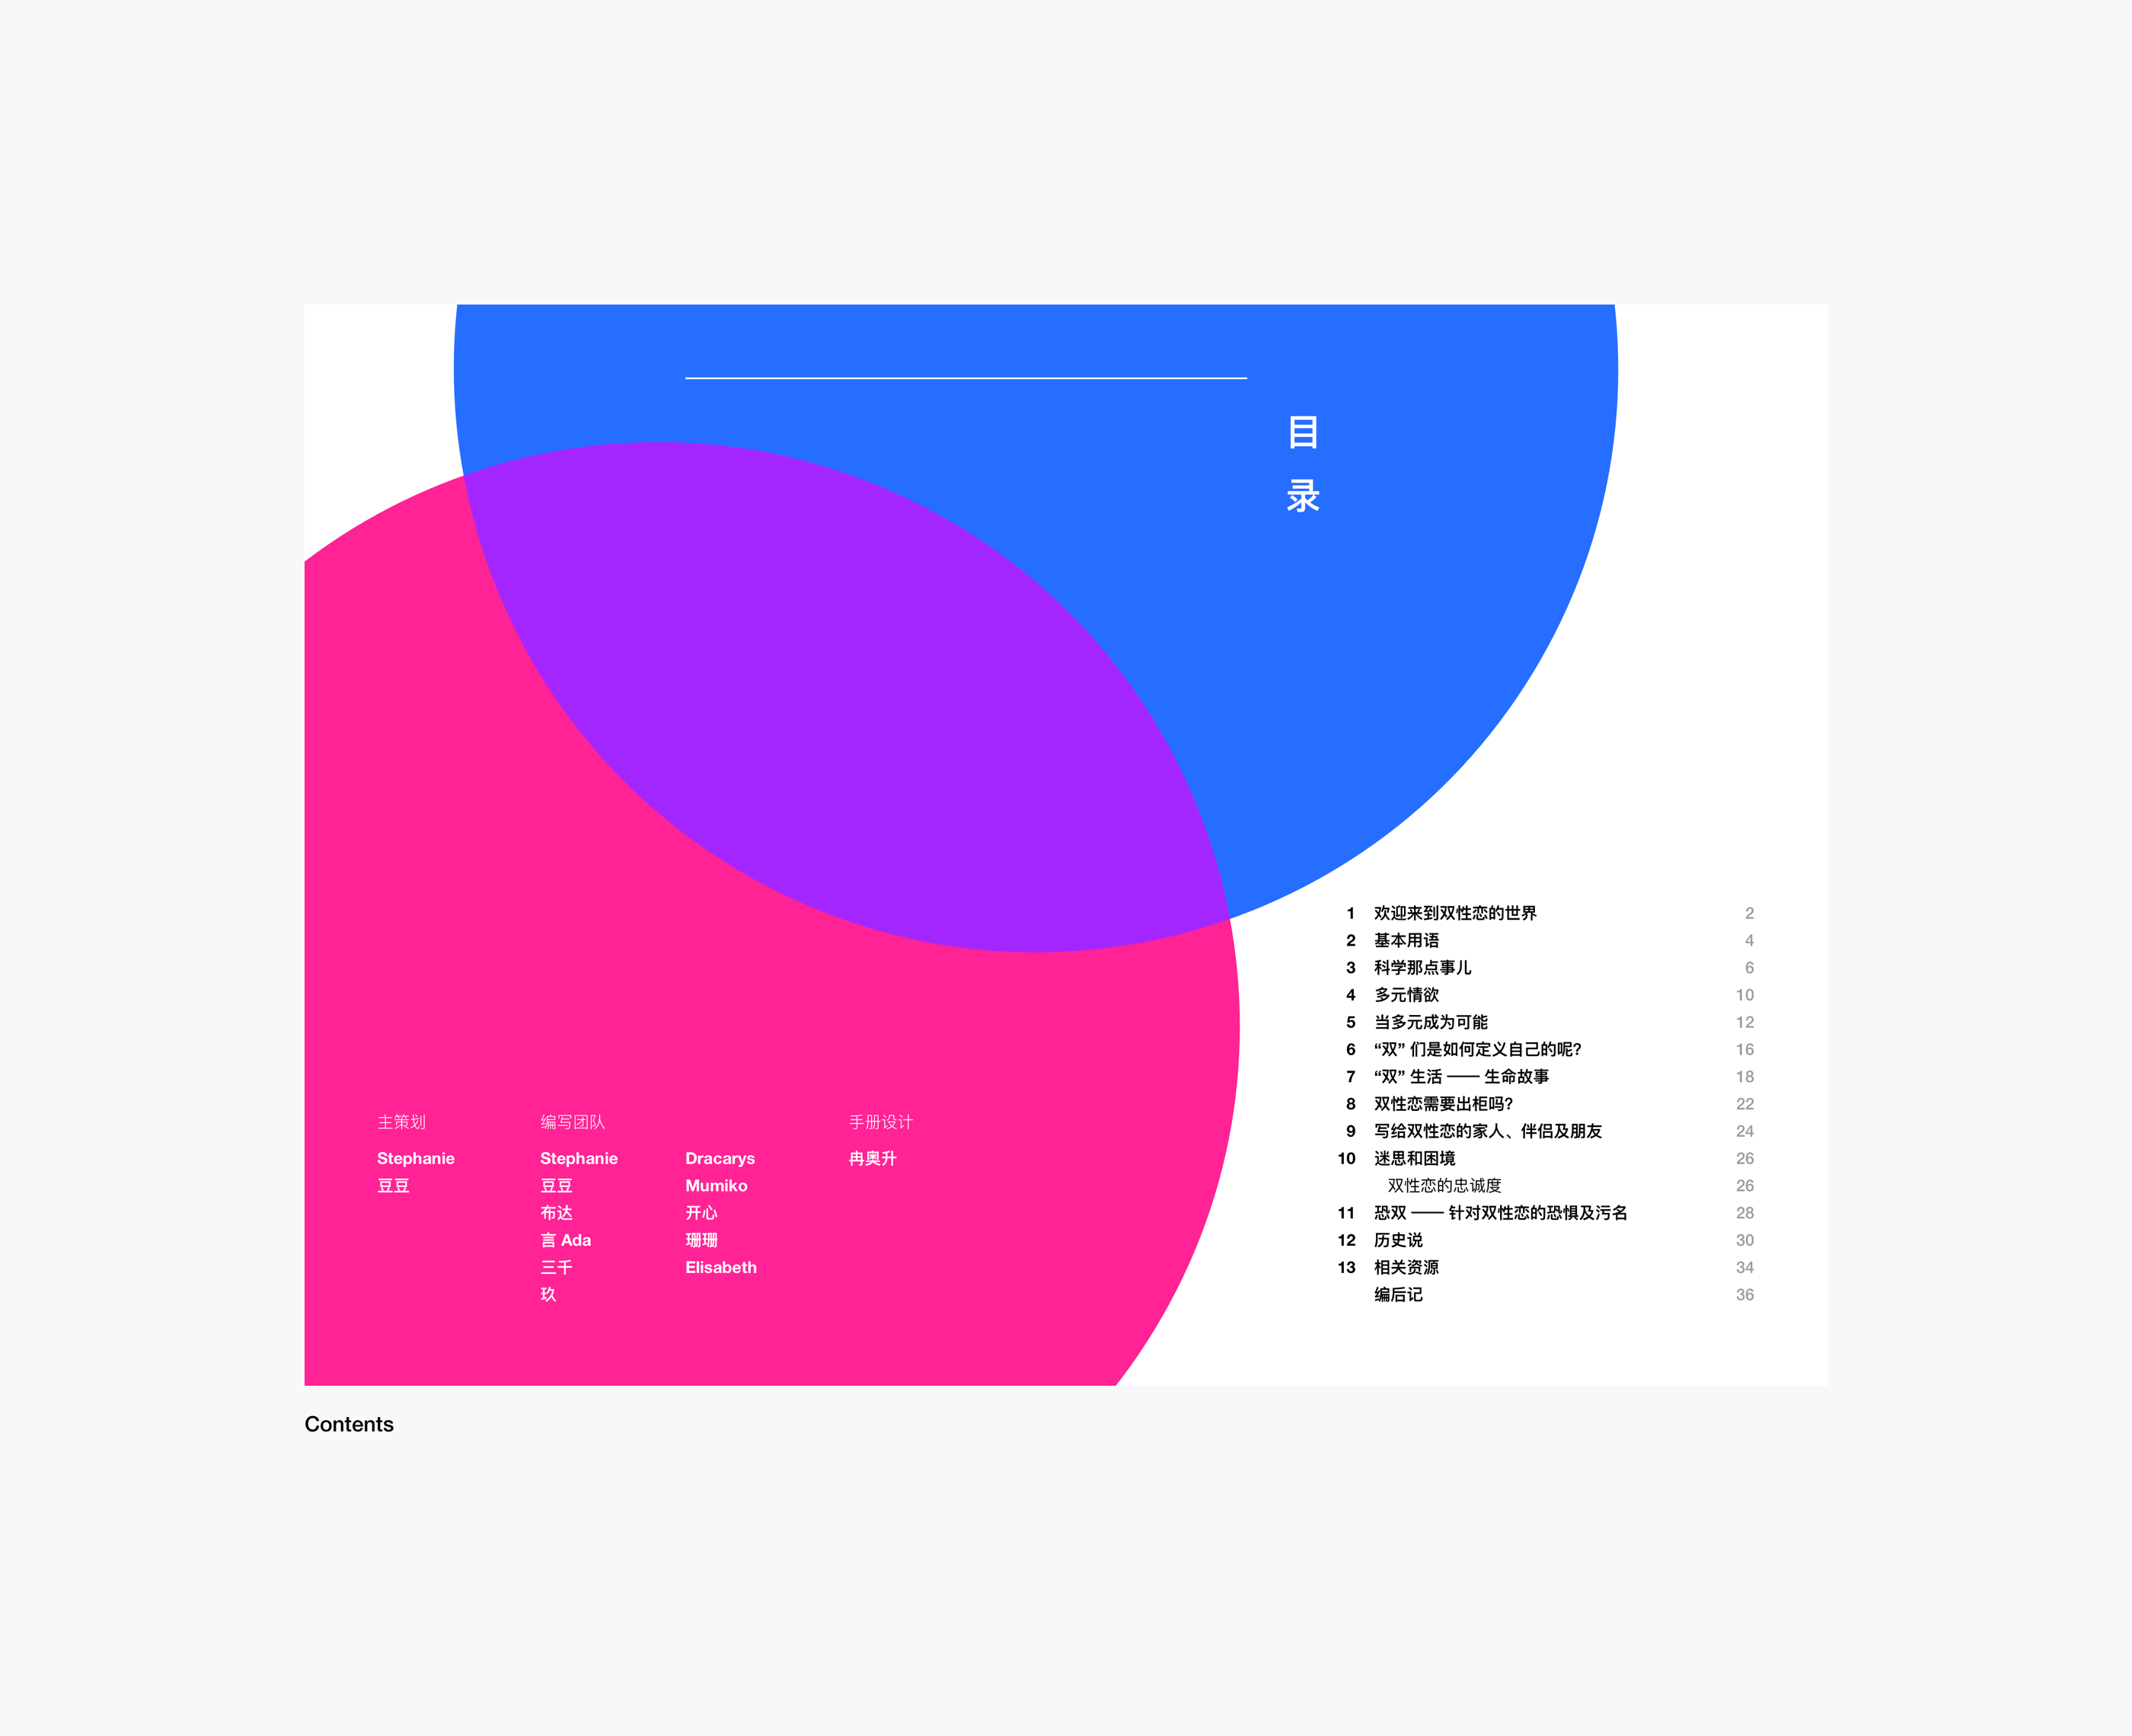 目
录
主策划
Stephanie
豆豆
编写团队
Stephanie
豆豆
布达
言 Ada
三千
玖
Dracarys
Mumiko
开心
珊珊
Elisabeth
手册设计
冉奥升
1 欢迎来到双性恋的世界 2
2 基本用语 4
3 科学那点事儿 6
4 多元情欲 10
5 当多元成为可能 12
6 “双” 们是如何定义自己的呢? 16
7 “双” 生活 —— 生命故事 18
8 双性恋需要出柜吗? 22
9 写给双性恋的家人、伴侣及朋友 24
10 迷思和困境 26
双性恋的忠诚度 26
11 恐双 —— 针对双性恋的恐惧及污名 28
12 历史说 30
13 相关资源 34
编后记 36
Contents